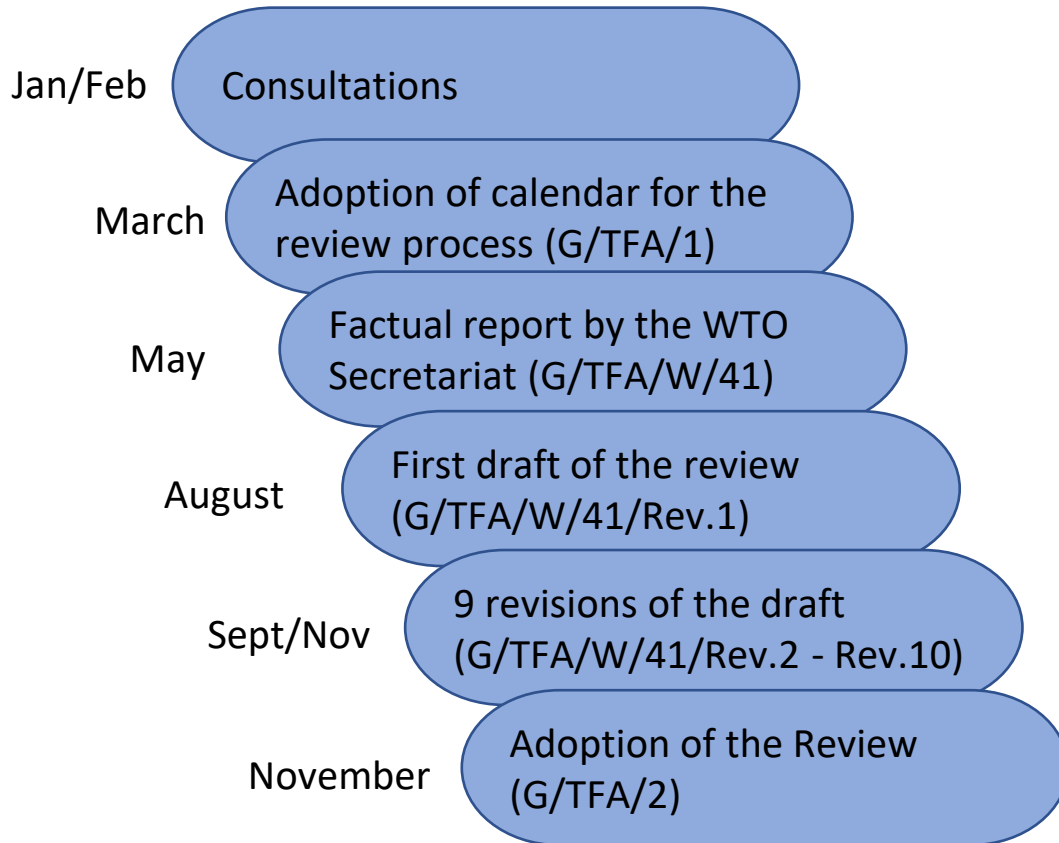 Jan/Feb
Consultations
March
Adoption of calendar for the
review process (G/TFA/1)
May
Factual report by the WTO
Secretariat (G/TFA/W/41)
August
First draft of the review
(G/TFA/W/41/Rev.1)
Sept/Nov
9 revisions of the draft
(G/TFA/W/41/Rev.2 - Rev.10)
November
Adoption of the Review
(G/TFA/2)